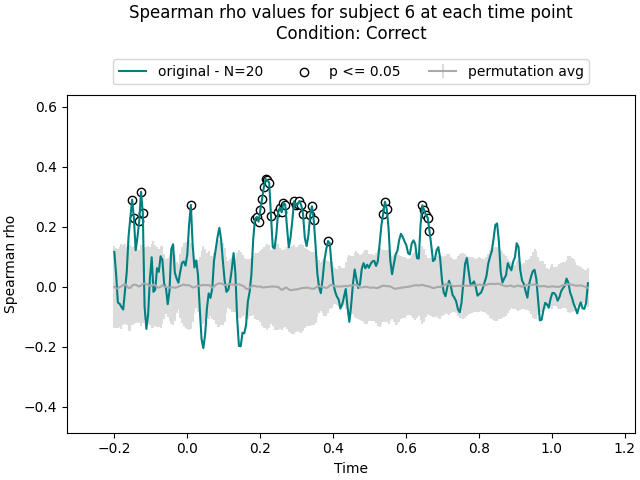 Spearman rho values for subject 6 at each time point
Condition: Correct
original - N=20 p <= 0.05 permutation avg
0.6
0.4
0.2
0.0
−0.2
−0.4
Spearman rho
−0.2 0.0 0.2 0.4 0.6 0.8 1.0 1.2
Time